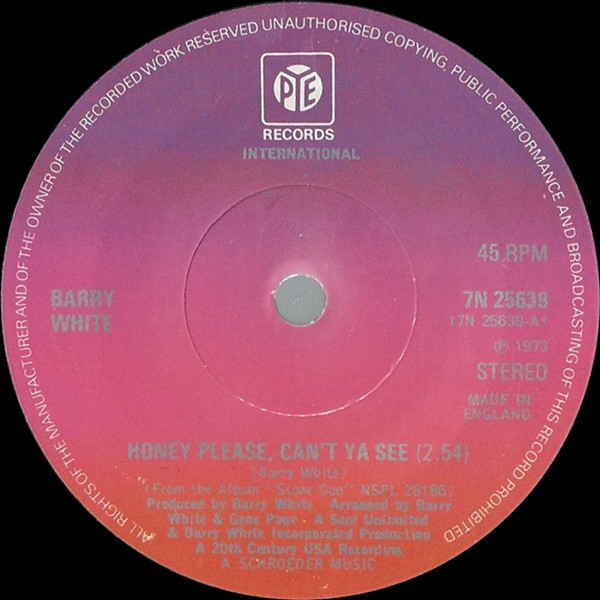 ALL RIGHTS OF THE MANUFACTURER AND OF THE OWNER OF THE RECORDED WORK RESERVED UNAUTHORISED COPYING, PUBLIC PERFORMANCE AND BROADCASTING OF THIS RECORD PROHIBITED
PYE
RECORDS
INTERNATIONAL
45 RPM
BARRY
WHITE
7N 25639
17N 25639-A+
℗ 1973
STEREO
MADE IN
ENGLAND
HONEY PLEASE, CAN'T YA SEE (2.54)
(Barry White)
(From the Album "Stone Gon" NSPL 28186)
Produced by Barry White · Arranged by Barry
White & Gene Page · A Soul Unlimited
& Barry White Incorporated Production
A 20th Century USA Recording
A. SCHROEDER MUSIC